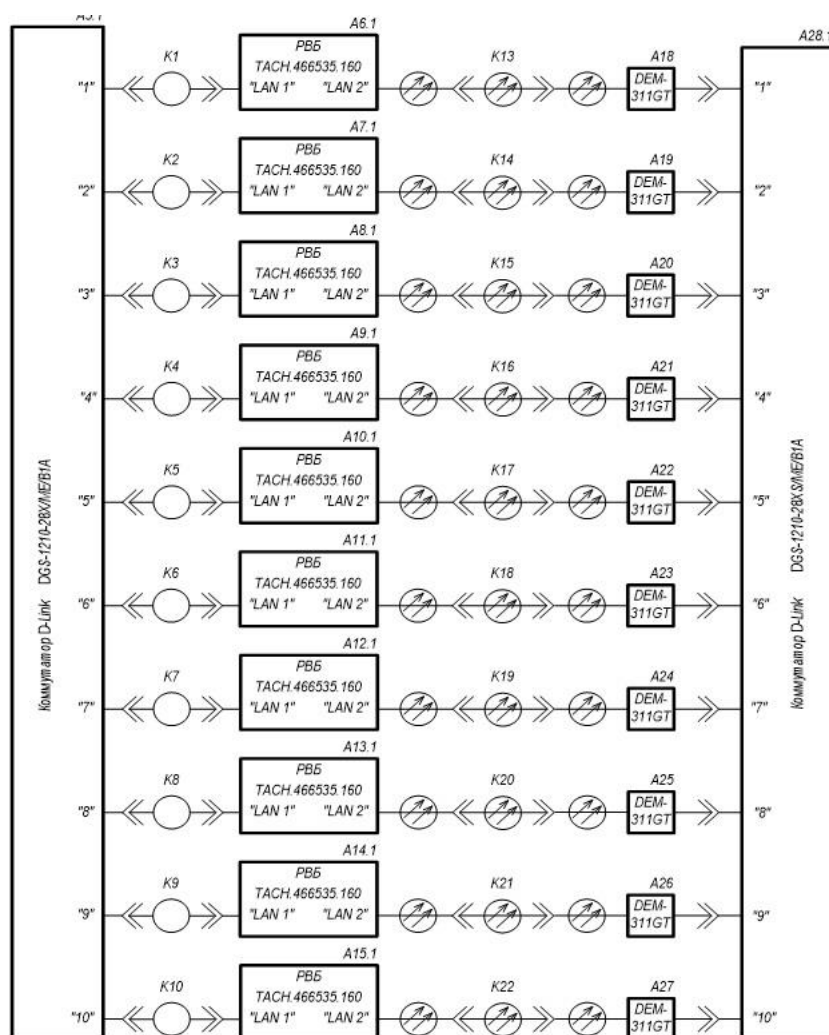 A5.1
A6.1
A28.1
K1
РВБ
ТАСН.466535.160
"LAN 1" "LAN 2"
K13
A18
DEM-
311GT
"1"
"1"
A7.1
K2
РВБ
ТАСН.466535.160
"LAN 1" "LAN 2"
K14
A19
DEM-
311GT
"2"
"2"
A8.1
K3
РВБ
ТАСН.466535.160
"LAN 1" "LAN 2"
K15
A20
DEM-
311GT
"3"
"3"
A9.1
K4
РВБ
ТАСН.466535.160
"LAN 1" "LAN 2"
K16
A21
DEM-
311GT
"4"
"4"
A10.1
K5
РВБ
ТАСН.466535.160
"LAN 1" "LAN 2"
K17
A22
DEM-
311GT
"5"
"5"
A11.1
K6
РВБ
ТАСН.466535.160
"LAN 1" "LAN 2"
K18
A23
DEM-
311GT
"6"
"6"
A12.1
K7
РВБ
ТАСН.466535.160
"LAN 1" "LAN 2"
K19
A24
DEM-
311GT
"7"
"7"
A13.1
K8
РВБ
ТАСН.466535.160
"LAN 1" "LAN 2"
K20
A25
DEM-
311GT
"8"
"8"
A14.1
K9
РВБ
ТАСН.466535.160
"LAN 1" "LAN 2"
K21
A26
DEM-
311GT
"9"
"9"
A15.1
K10
РВБ
ТАСН.466535.160
"LAN 1" "LAN 2"
K22
A27
DEM-
311GT
"10"
"10"
Коммутатор D-Link DGS-1210-28X/ME/B1A
Коммутатор D-Link DGS-1210-28XS/ME/B1A